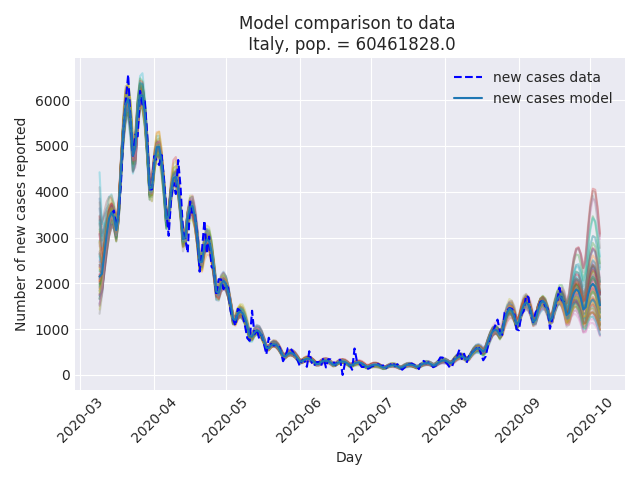 Model comparison to data
Italy, pop. = 60461828.0
new cases data
new cases model
Number of new cases reported
6000
5000
4000
3000
2000
1000
0
2020-03
2020-04
2020-05
2020-06
2020-07
2020-08
2020-09
2020-10
Day